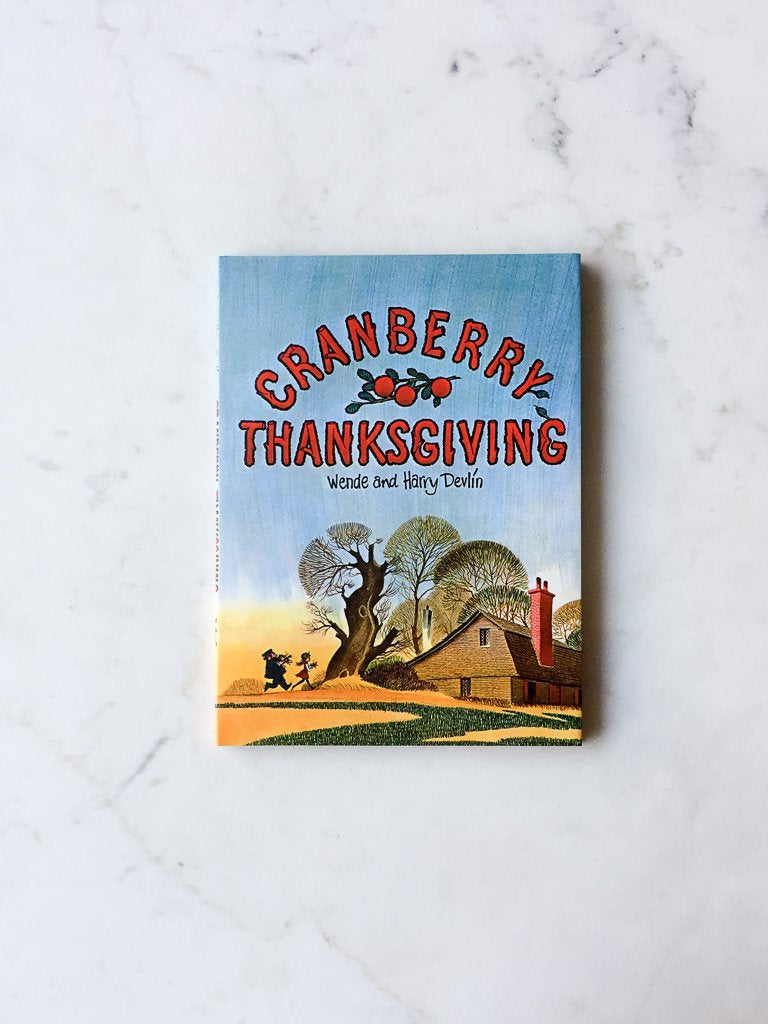 CRANBERRY
THANKSGIVING
Wende and Harry Devlin